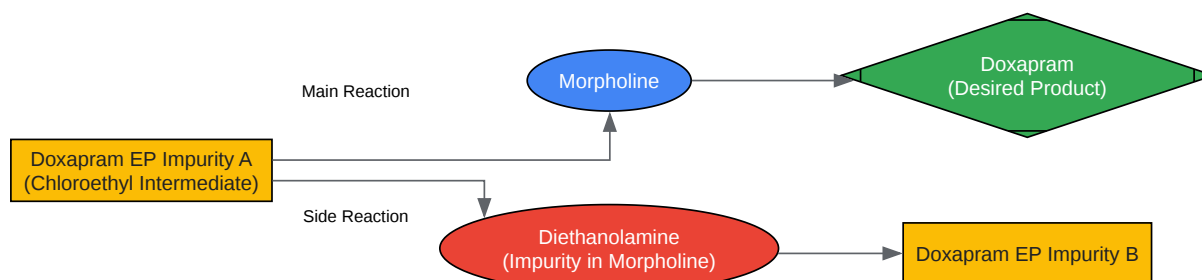 Main Reaction
Morpholine
Doxapram
(Desired Product)
Doxapram EP Impurity A
(Chloroethyl Intermediate)
Side Reaction
Diethanolamine
(Impurity in Morpholine)
Doxapram EP Impurity B